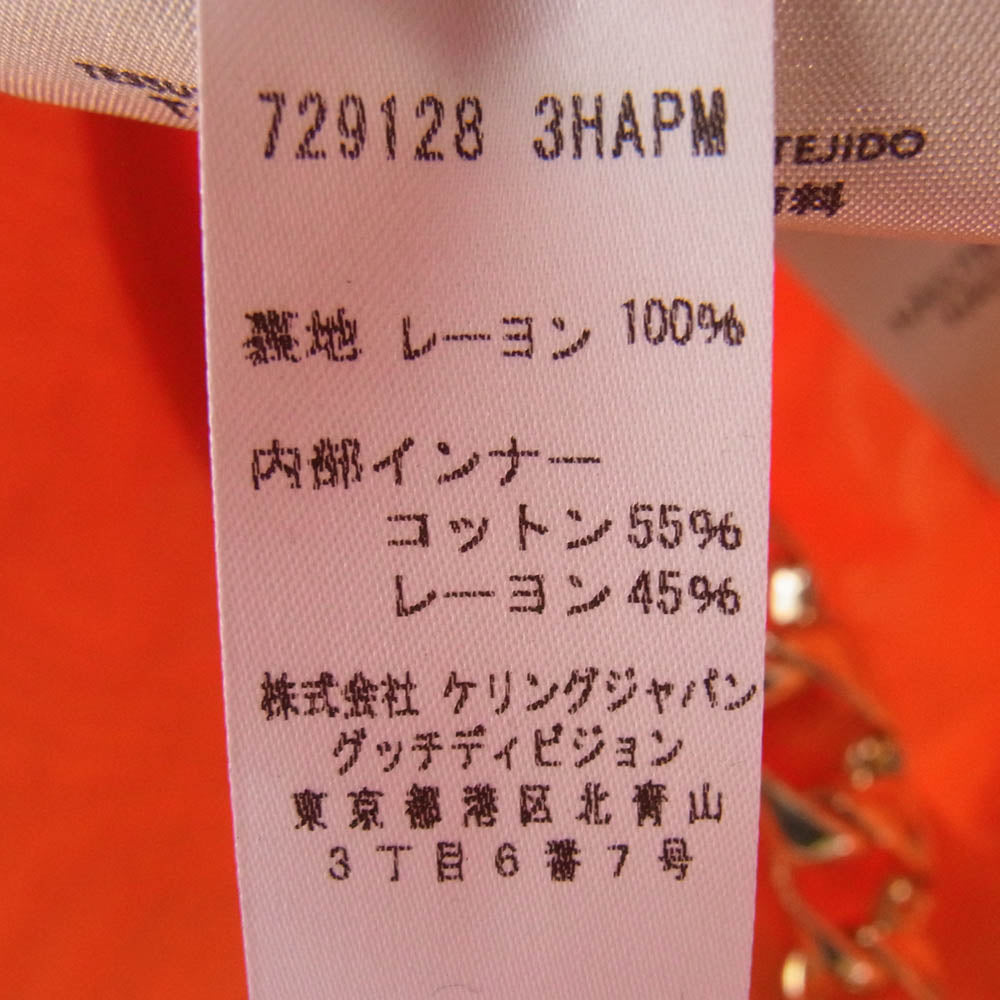 729128 3HAPM
TEJIDO
裏地 レーヨン 100%
内部インナー
コットン 55%
レーヨン 45%
株式会社 ケリングジャパン
グッチディビジョン
東京都港区北青山
3丁目6番7号